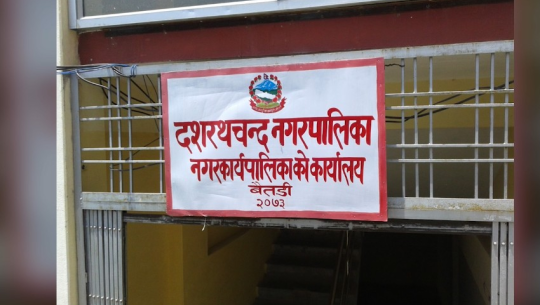 दशरथचन्द नगरपालिका
नगरकार्यपालिकाको कार्यालय
बैतडी
२०७३